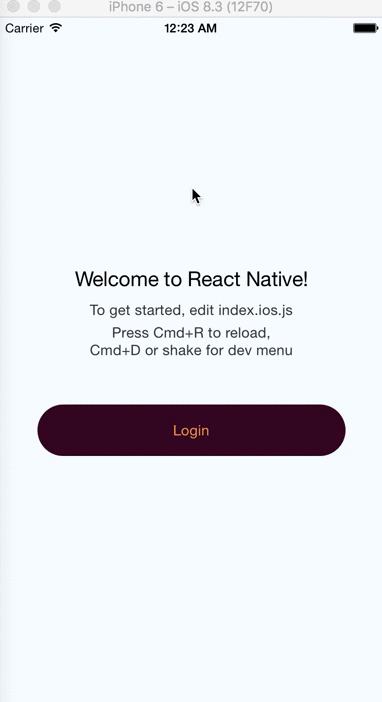 iPhone 6 – iOS 8.3 (12F70)
Carrier 12:23 AM
Welcome to React Native!
To get started, edit index.ios.js
Press Cmd+R to reload,
Cmd+D or shake for dev menu
Login